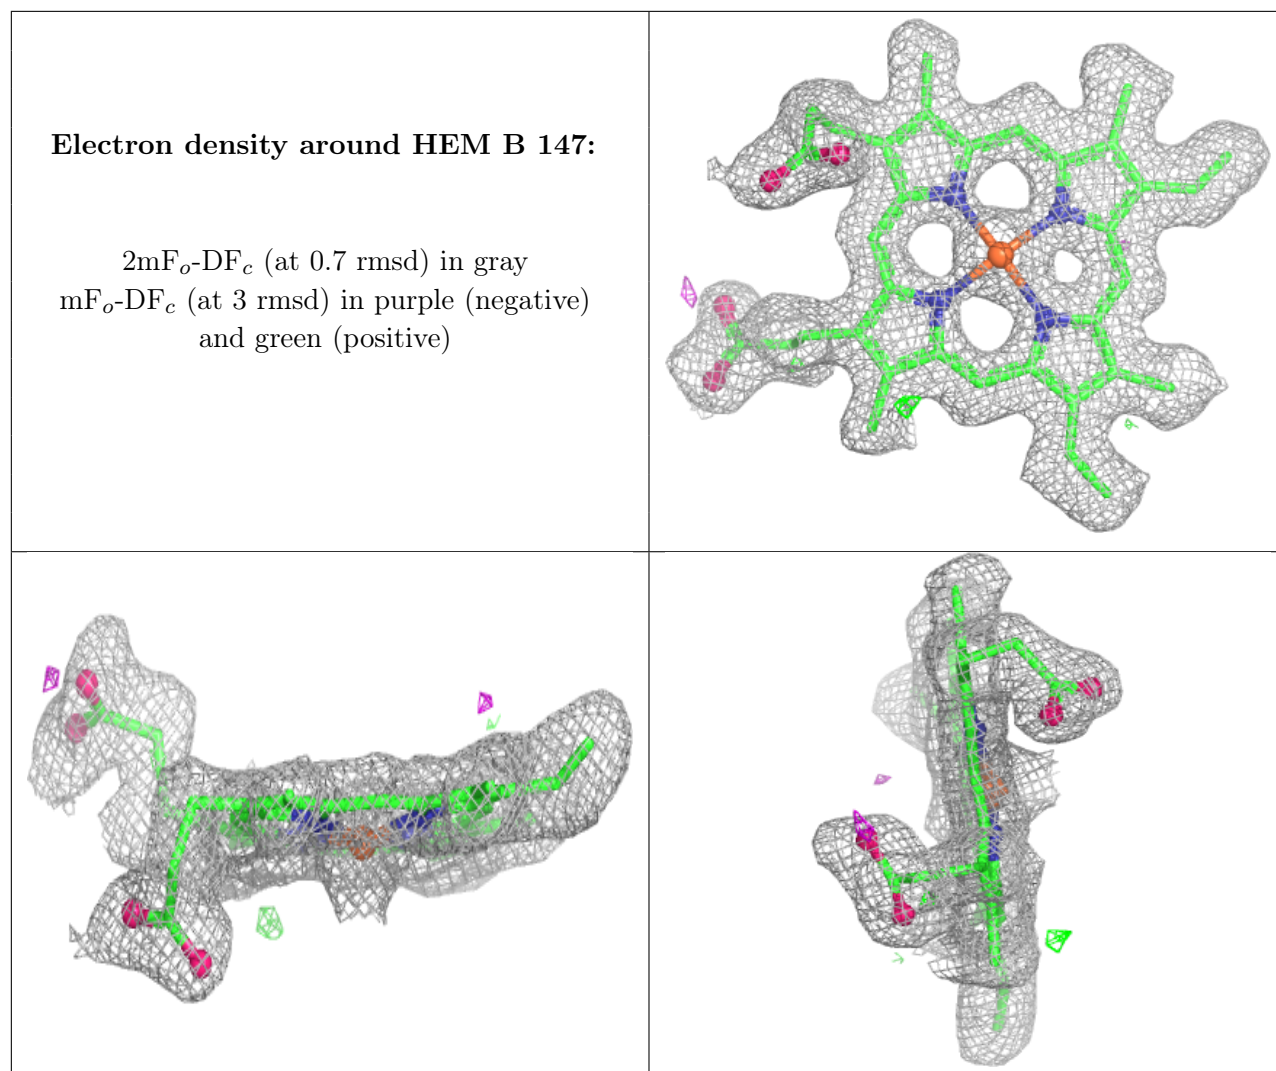 Electron density around HEM B 147:
2mFo-DFc (at 0.7 rmsd) in gray
mFo-DFc (at 3 rmsd) in purple (negative)
and green (positive)